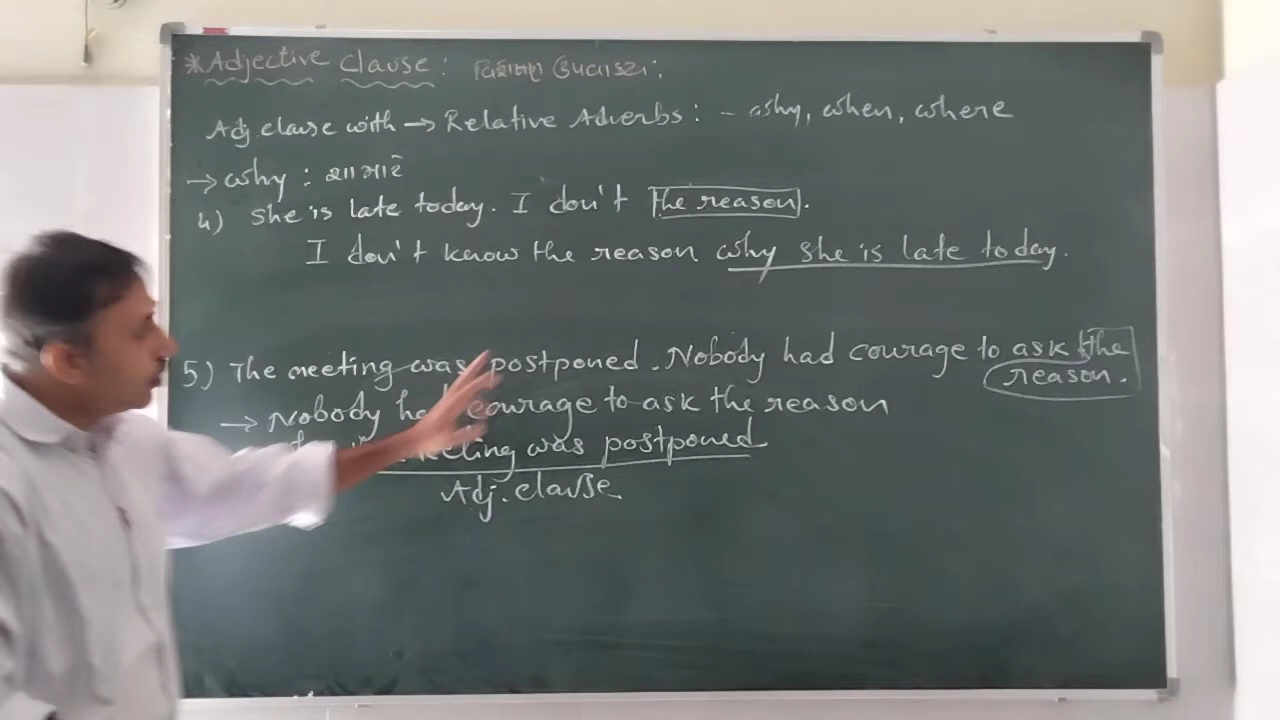 *Adjective clause: વિશેષણ ઉપવાક્ય:
Adj. clause with → Relative Adverbs: - why, when, where
→ why: શા માટે
4) She is late today. I don't the reason.
I don't know the reason why she is late today.
5) The meeting was postponed. Nobody had courage to ask the
reason.
→ Nobody had courage to ask the reason
meeting was postponed
Adj. clause